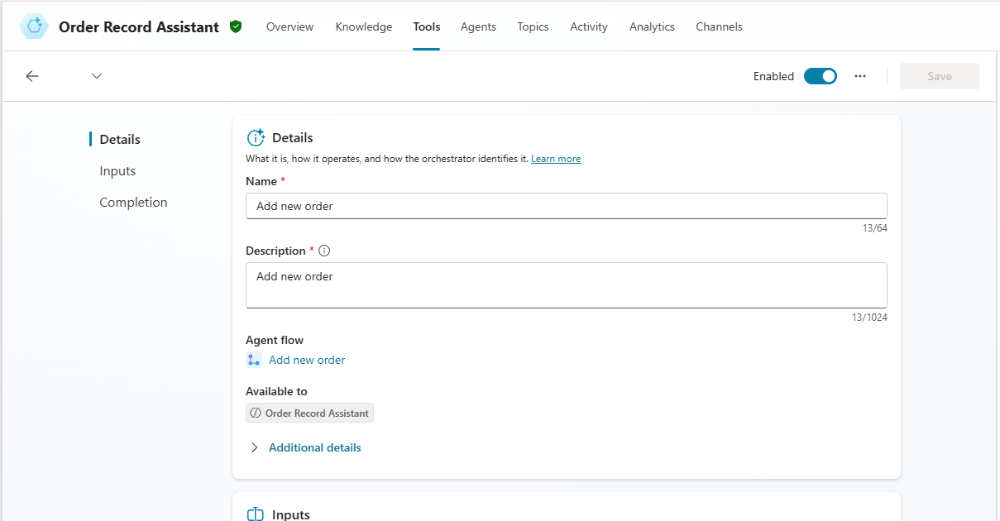 Order Record Assistant Overview Knowledge Tools Agents Topics Activity Analytics Channels
Enabled Save
Details
Inputs
Completion
Details
What it is, how it operates, and how the orchestrator identifies it. Learn more
Name *
Add new order
13/64
Description *
Add new order
13/1024
Agent flow
Add new order
Available to
Order Record Assistant
Additional details
Inputs